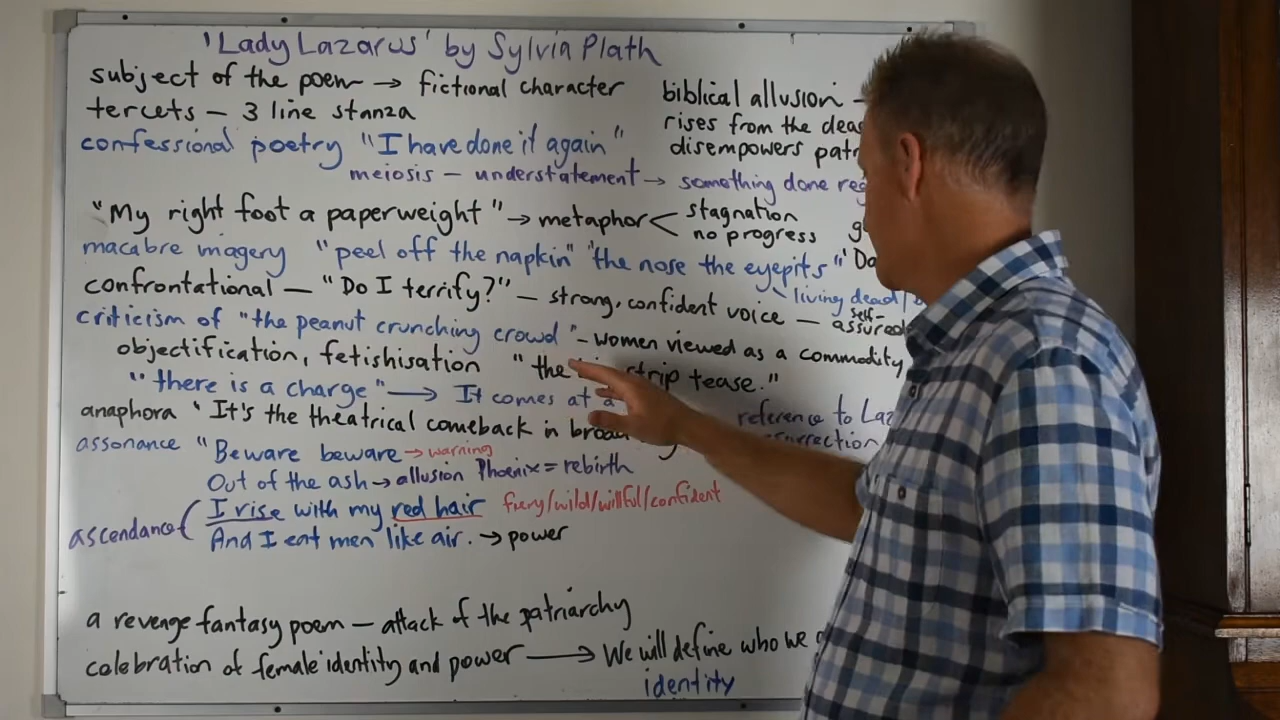 'Lady Lazarus' by Sylvia Plath
subject of the poem → fictional character
tercets – 3 line stanza
biblical allusion –
rises from the dead
disempowers
confessional poetry "I have done it again"
meiosis – understatement → something done
"My right foot a paperweight" → metaphor < stagnation
no progress
macabre imagery "peel off the napkin" "the nose the eyepits"
living dead/
confrontational – "Do I terrify?" – strong, confident voice – self-assured
criticism of "the peanut crunching crowd" – women viewed as a commodity
objectification, fetishisation "the strip tease."
"there is a charge" → It comes at a
anaphora "It's the theatrical comeback in broad
reference to
assonance "Beware beware → warning
Out of the ash → allusion Phoenix = rebirth
ascendance ( I rise with my red hair fiery/wild/willful/confident
And I eat men like air. → power
a revenge fantasy poem – attack of the patriarchy
celebration of female identity and power → We will define who we
identity